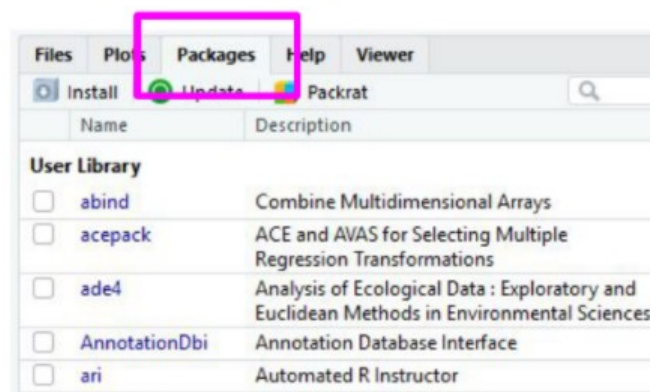 Files Plots Packages Help Viewer
Install Update Packrat
Name Description
User Library
abind Combine Multidimensional Arrays
acepack ACE and AVAS for Selecting Multiple
Regression Transformations
ade4 Analysis of Ecological Data : Exploratory and
Euclidean Methods in Environmental Sciences
AnnotationDbi Annotation Database Interface
ari Automated R Instructor